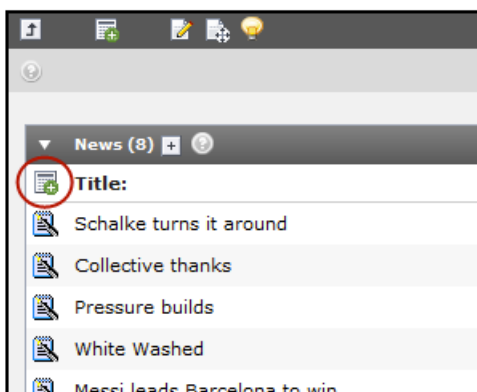 News (8)
Title:
Schalke turns it around
Collective thanks
Pressure builds
White Washed
Messi leads Barcelona to win